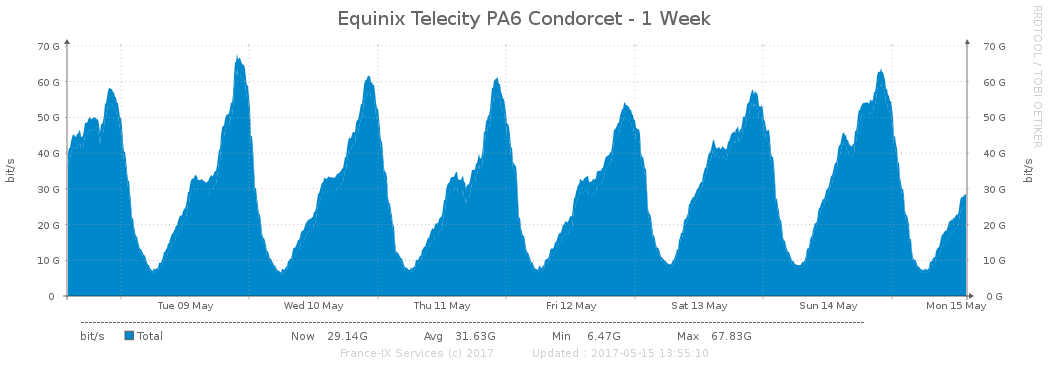 Equinix Telecity PA6 Condorcet - 1 Week
RRDTOOL / TOBI OETIKER
bit/s
bit/s
70 G 70 G
60 G 60 G
50 G 50 G
40 G 40 G
30 G 30 G
20 G 20 G
10 G 10 G
0 0 G
Tue 09 May Wed 10 May Thu 11 May Fri 12 May Sat 13 May Sun 14 May Mon 15 May
bit/s Total Now 29.14G Avg 31.63G Min 6.47G Max 67.83G
France-IX Services (c) 2017 Updated : 2017-05-15 13:55:10